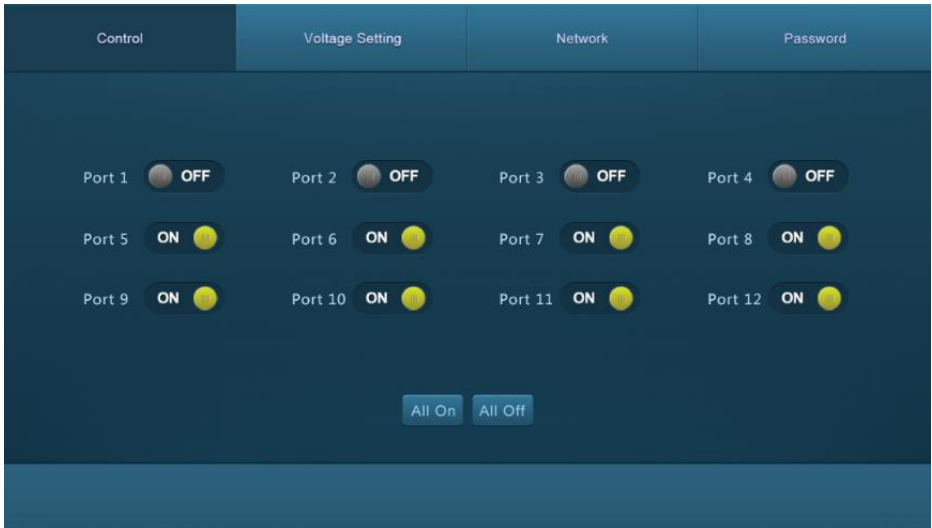 Control Voltage Setting Network Password
Port 1 OFF Port 2 OFF Port 3 OFF Port 4 OFF
Port 5 ON Port 6 ON Port 7 ON Port 8 ON
Port 9 ON Port 10 ON Port 11 ON Port 12 ON
All On All Off